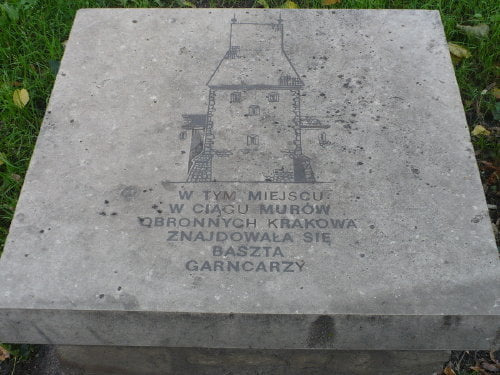 W TYM MIEJSCU
W CIĄGU MURÓW
OBRONNYCH KRAKOWA
ZNAJDOWAŁA SIĘ
BASZTA
GARNCARZY